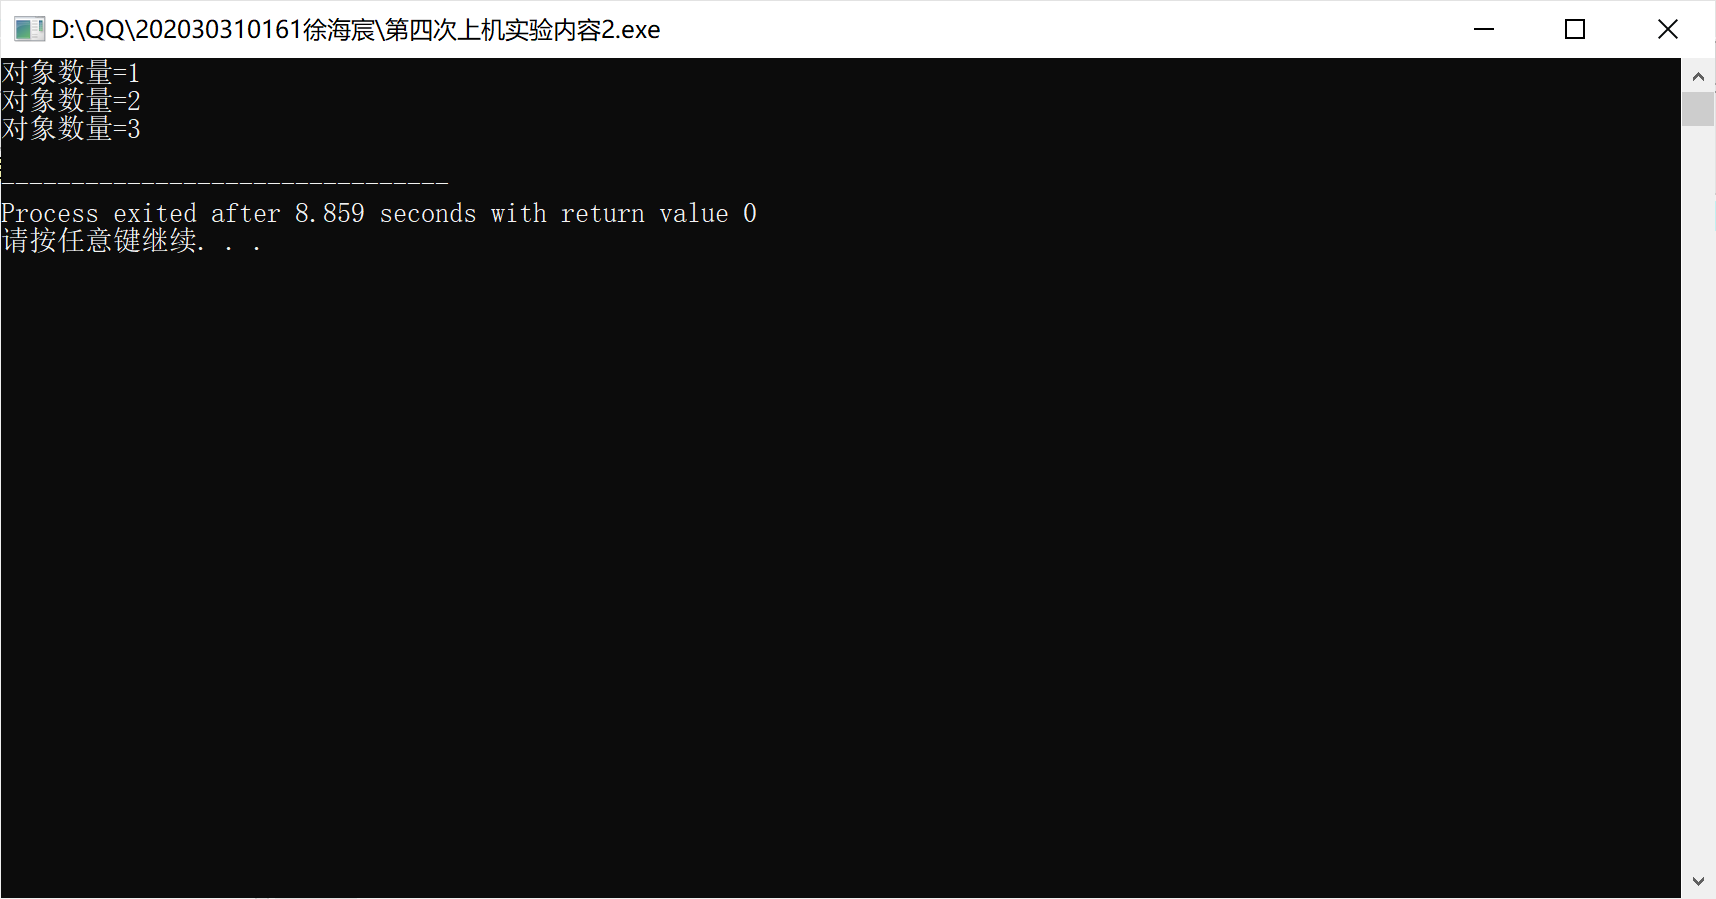 D:\QQ\202030310161徐海宸\第四次上机实验内容2.exe
对象数量=1
对象数量=2
对象数量=3
--------------------------------
Process exited after 8.859 seconds with return value 0
请按任意键继续. . .